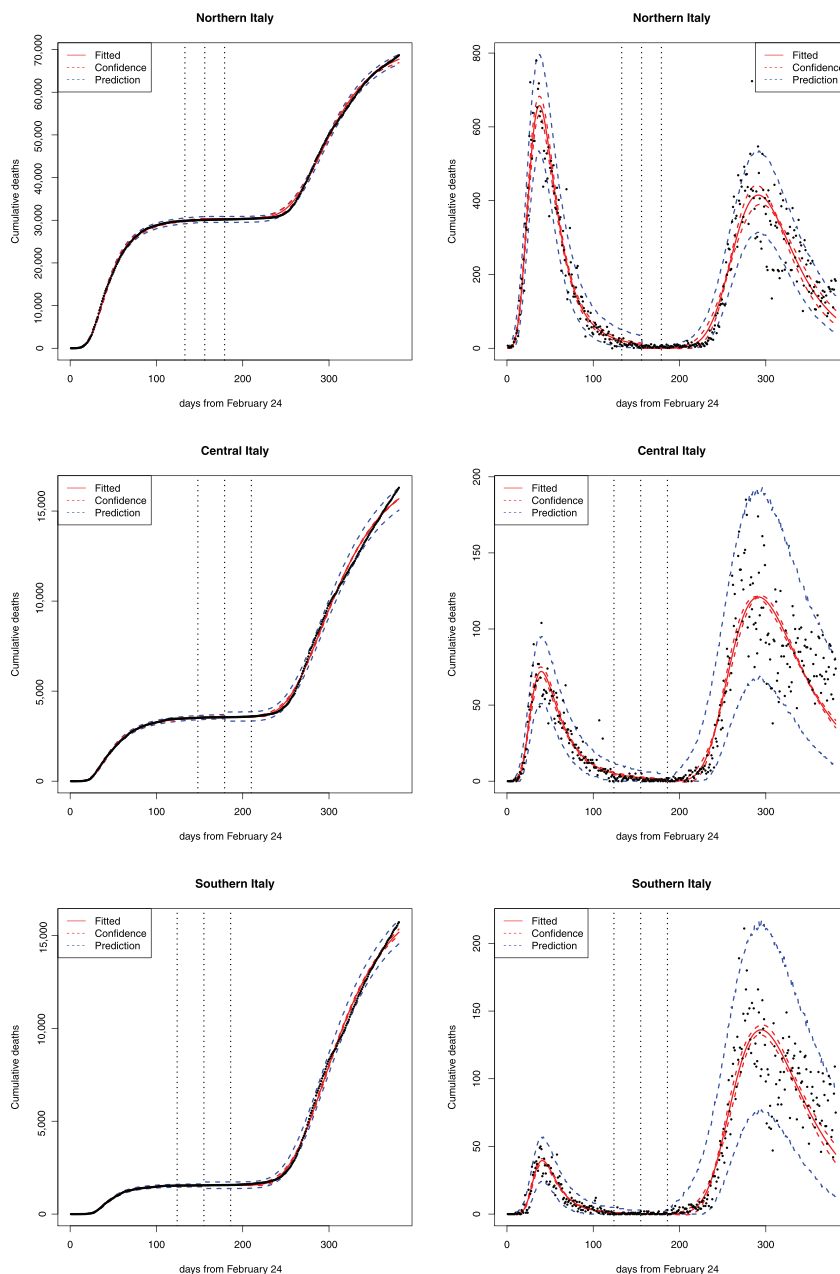 Northern Italy
Cumulative deaths
70,000
60,000
50,000
40,000
30,000
20,000
10,000
0
Fitted
Confidence
Prediction
0 100 200 300
days from February 24
Northern Italy
Cumulative deaths
800
600
400
200
0
Fitted
Confidence
Prediction
0 100 200 300
days from February 24
Central Italy
Cumulative deaths
15,000
10,000
5,000
0
Fitted
Confidence
Prediction
0 100 200 300
days from February 24
Central Italy
Cumulative deaths
200
150
100
50
0
Fitted
Confidence
Prediction
0 100 200 300
days from February 24
Southern Italy
Cumulative deaths
15,000
10,000
5,000
0
Fitted
Confidence
Prediction
0 100 200 300
days from February 24
Southern Italy
Cumulative deaths
200
150
100
50
0
Fitted
Confidence
Prediction
0 100 200 300
days from February 24